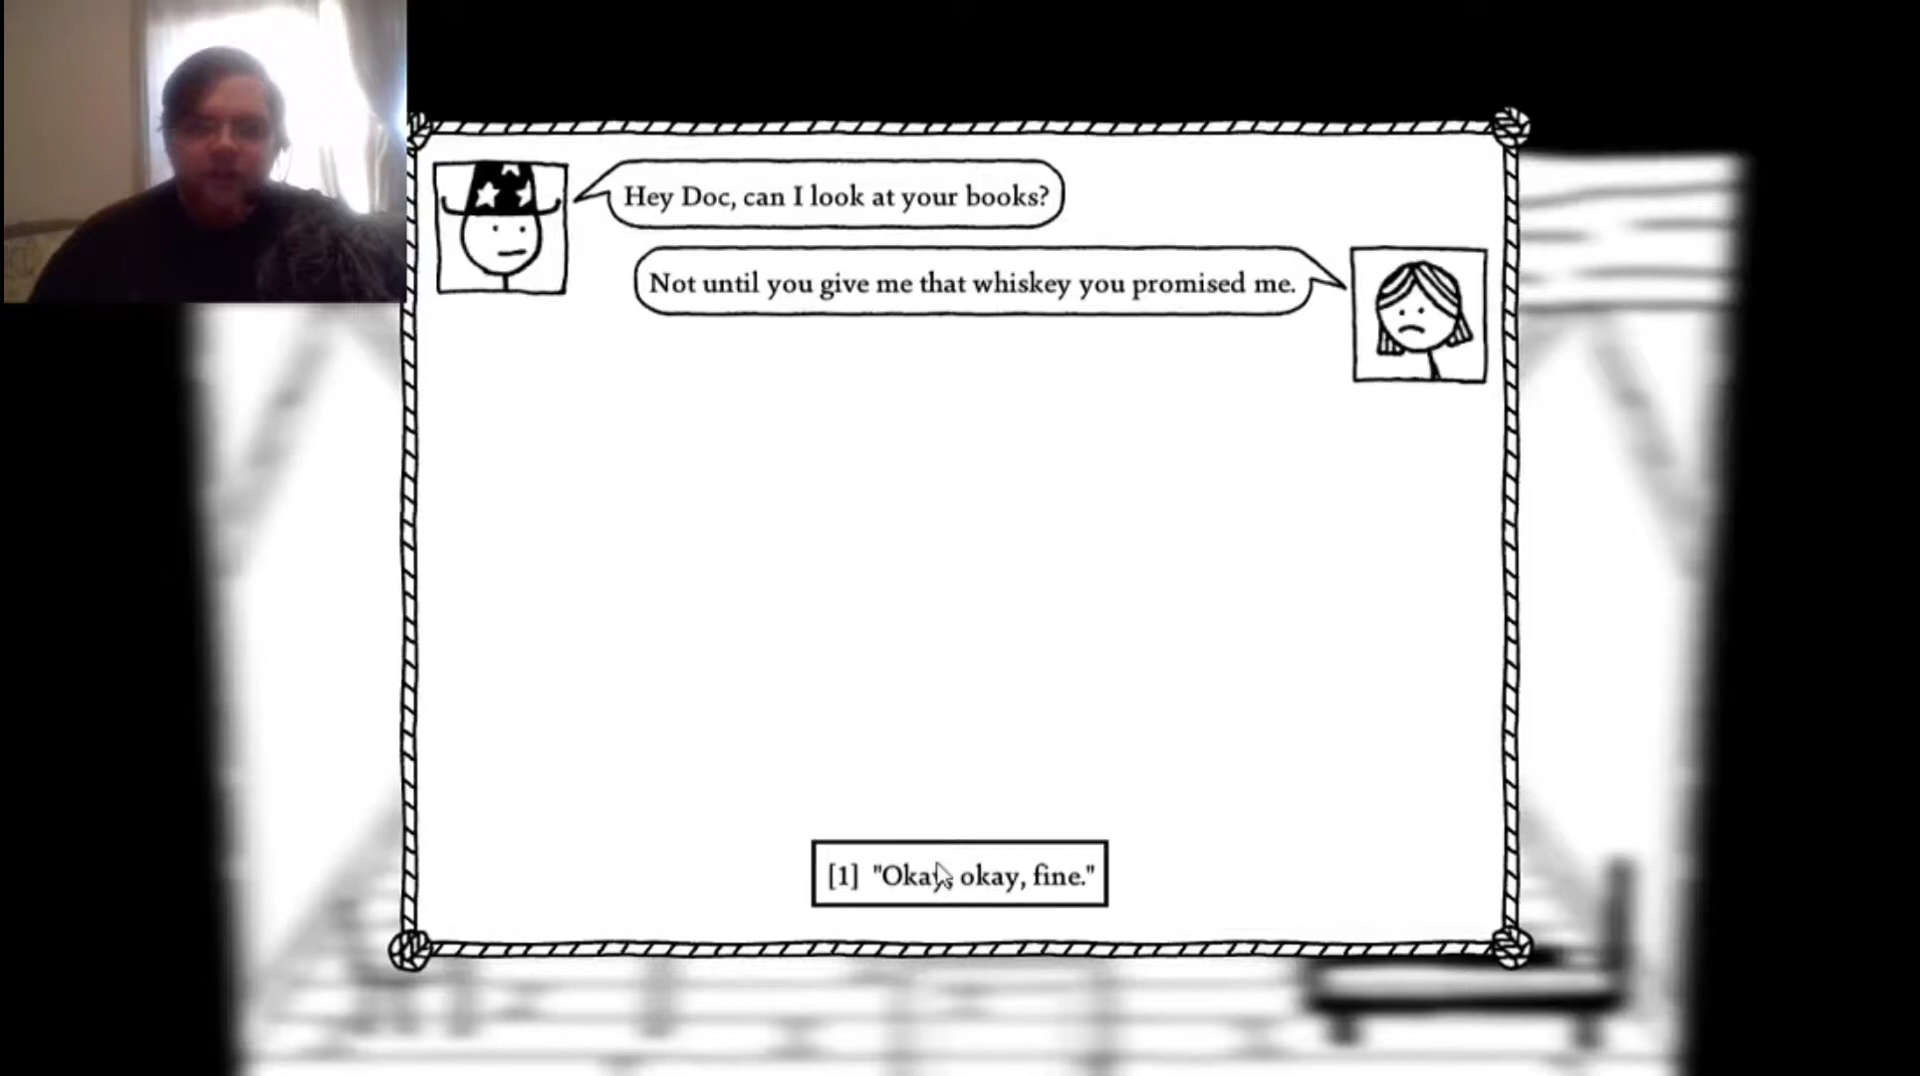 Hey Doc, can I look at your books?
Not until you give me that whiskey you promised me.
[1] "Okay, okay, fine."